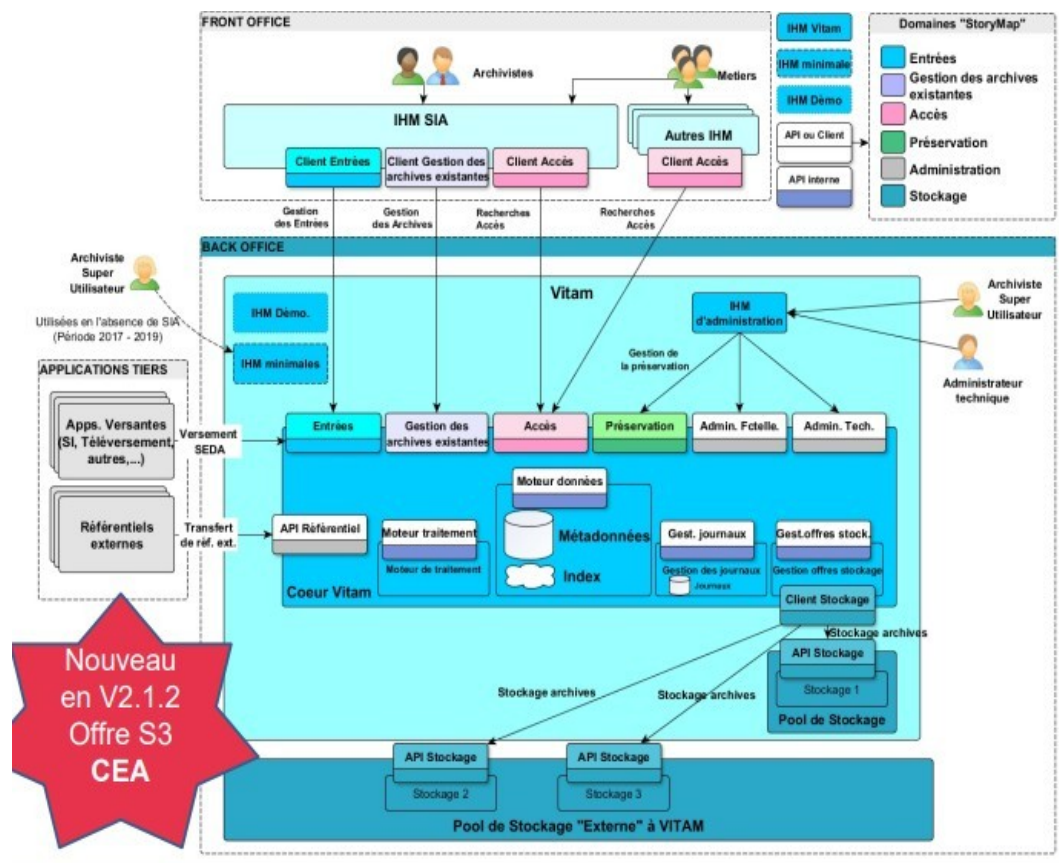 FRONT OFFICE
Archivistes
Metiers
IHM SIA
Autres IHM
Client Entrées
Client Gestion des
archives existantes
Client Accès
Client Accès
IHM Vitam
IHM minimale
IHM Démo
API ou Client
API interne
Domaines "StoryMap"
Entrées
Gestion des archives
existantes
Accès
Préservation
Administration
Stockage
Gestion
des Entrées
Gestion
des Archives
Recherches
Accès
Recherches
Accès
BACK OFFICE
Archiviste
Super
Utilisateur
Utilisées en l'absence de SIA
(Période 2017 - 2019)
Vitam
IHM Démo.
IHM minimales
IHM
d'administration
Archiviste
Super
Utilisateur
Administrateur
technique
Gestion de
la préservation
APPLICATIONS TIERS
Apps. Versantes
(SI, Téléversement,
autres,...)
Versement
SEDA
Référentiels
externes
Transfert
de réf. ext.
Entrées
Gestion des
archives existantes
Accès
Préservation
Admin. Fctelle.
Admin. Tech.
API Référentiel
Moteur traitement
Moteur de traitement
Moteur données
Métadonnées
Index
Gest. journaux
Gestion des journaux
Journaux
Gest.offres stock.
Gestion offres stockage
Coeur Vitam
Client Stockage
Stockage archives
Stockage archives
Stockage archives
API Stockage
Stockage 1
Pool de Stockage
API Stockage
Stockage 2
API Stockage
Stockage 3
Pool de Stockage "Externe" à VITAM
Nouveau
en V2.1.2
Offre S3
CEA